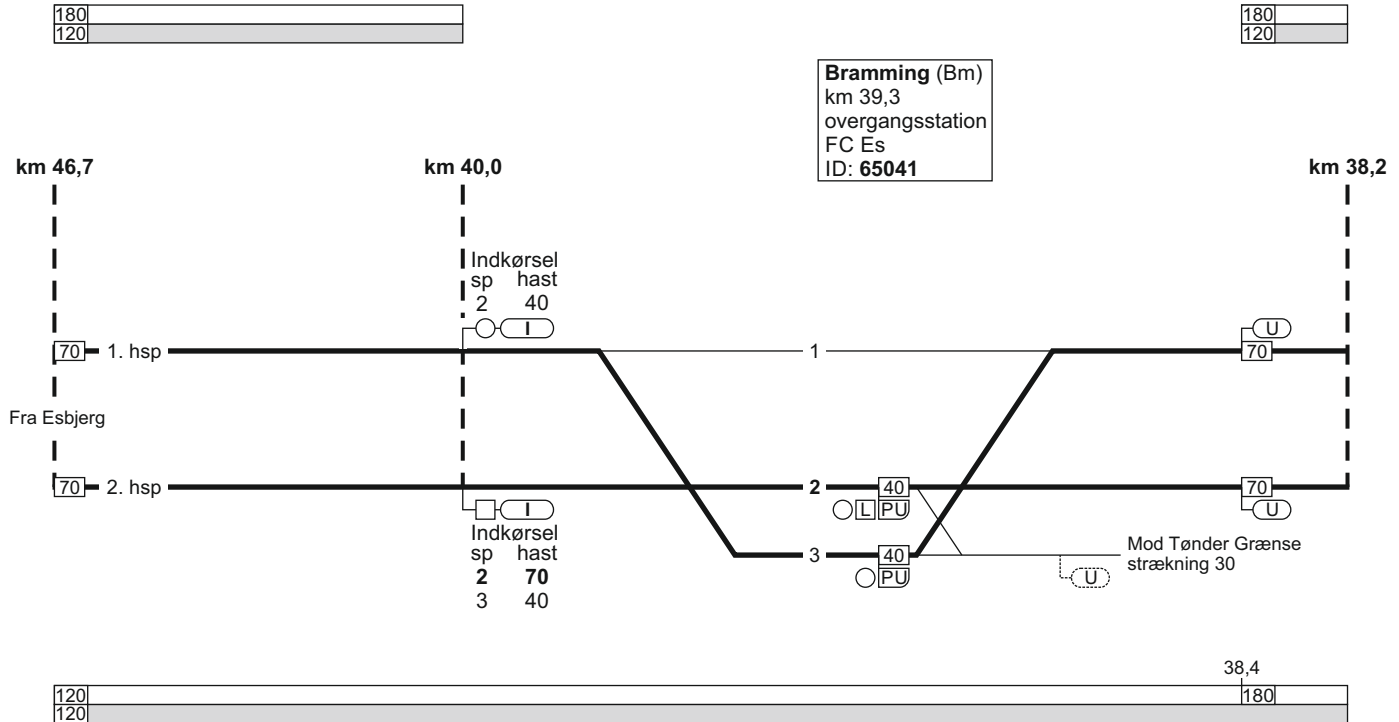 180
120
180
120
Bramming (Bm)
km 39,3
overgangsstation
FC Es
ID: 65041
km 46,7
km 40,0
km 38,2
Indkørsel
sp hast
2 40
I
U
70
1. hsp
1
70
Fra Esbjerg
70
2. hsp
2
40
70
I
L
PU
U
Indkørsel
sp hast
2 70
3 40
3
40
PU
Mod Tønder Grænse
strækning 30
U
38,4
120
180
120